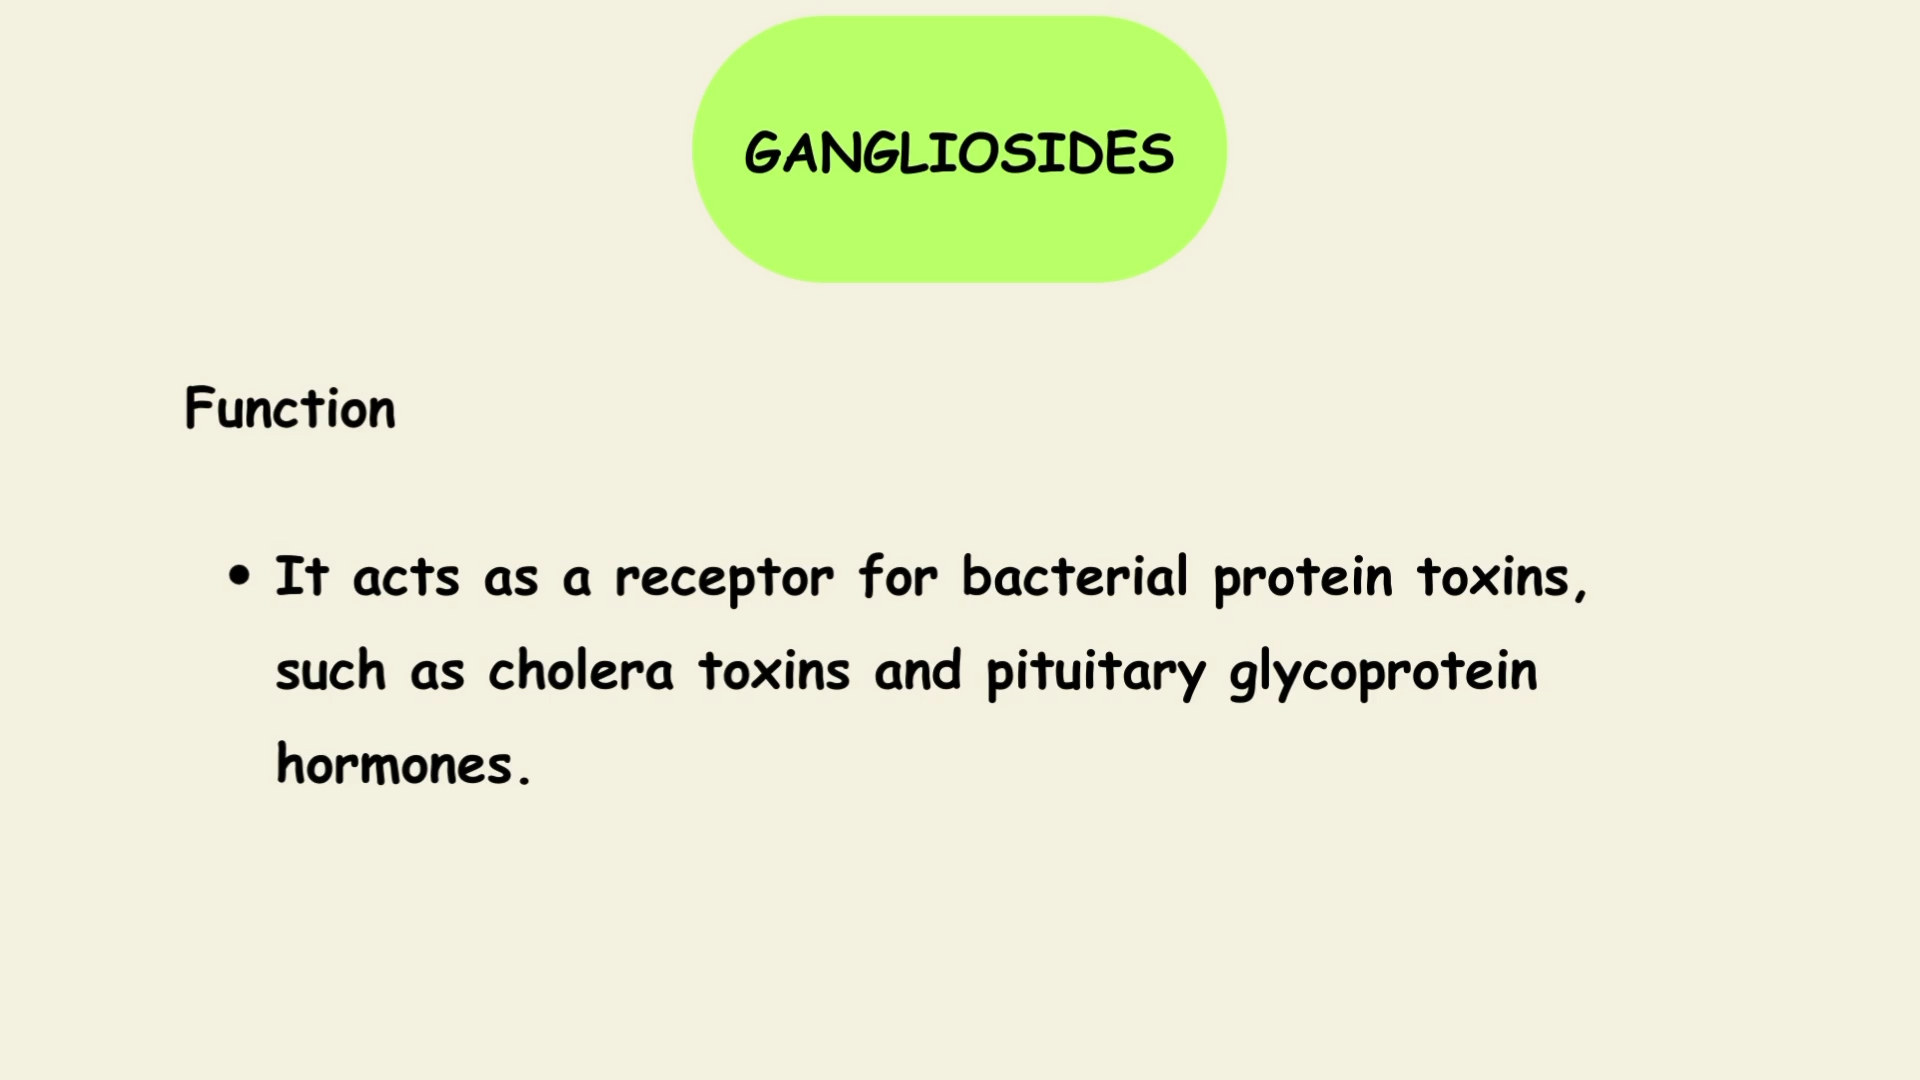 GANGLIOSIDES
Function
• It acts as a receptor for bacterial protein toxins,
such as cholera toxins and pituitary glycoprotein
hormones.